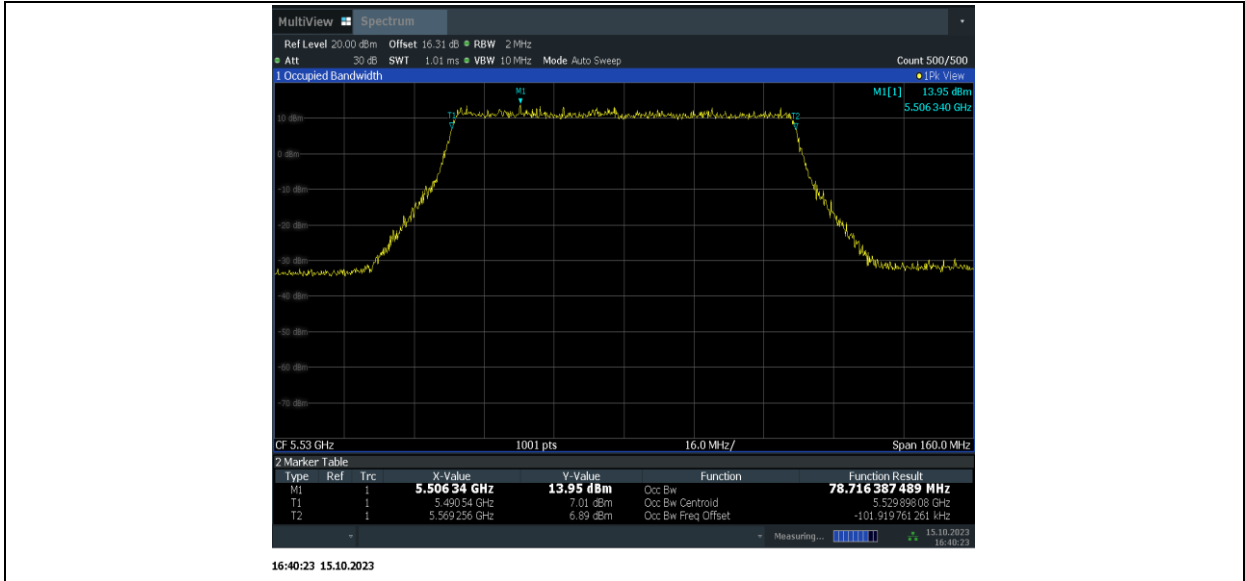 MultiView Spectrum
Ref Level 20.00 dBm Offset 16.31 dB RBW 2 MHz
Att 30 dB SWT 1.01 ms VBW 10 MHz Mode Auto Sweep Count 500/500
1 Occupied Bandwidth 1Pk View
M1[1] 13.95 dBm
5.506 340 GHz
M1
10 dBm
T1
T2
0 dBm
-10 dBm
-20 dBm
-30 dBm
-40 dBm
-50 dBm
-60 dBm
-70 dBm
CF 5.53 GHz 1001 pts 16.0 MHz/ Span 160.0 MHz
2 Marker Table
Type Ref Trc X-Value Y-Value Function Function Result
M1 1 5.506 34 GHz 13.95 dBm Occ Bw 78.716 387 489 MHz
T1 1 5.490 54 GHz 7.01 dBm Occ Bw Centroid 5.529 898 08 GHz
T2 1 5.569 256 GHz 6.89 dBm Occ Bw Freq Offset -101.919 761 261 kHz
Measuring... 15.10.2023
16:40:23
16:40:23 15.10.2023